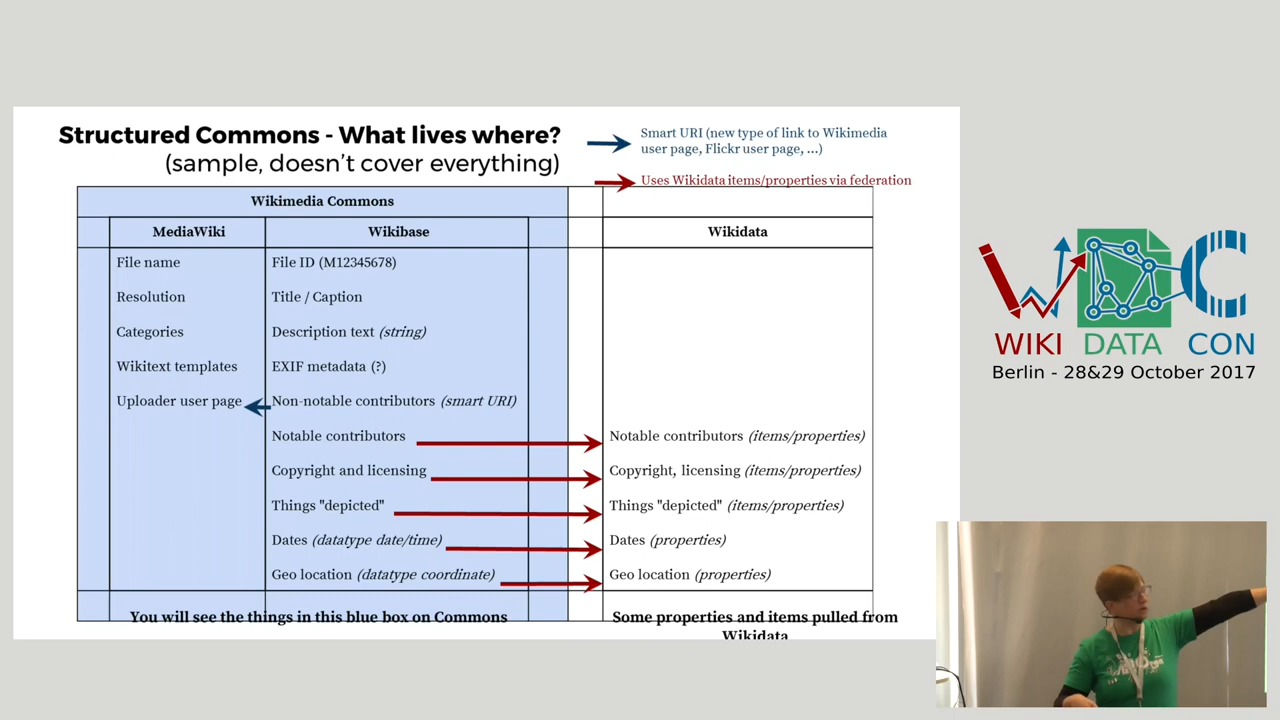 Structured Commons - What lives where?
(sample, doesn't cover everything)
Smart URI (new type of link to Wikimedia
user page, Flickr user page, ...)
Uses Wikidata items/properties via federation
Wikimedia Commons
MediaWiki Wikibase Wikidata
File name File ID (M12345678)
Resolution Title / Caption
Categories Description text (string)
Wikitext templates EXIF metadata (?)
Uploader user page Non-notable contributors (smart URI)
Notable contributors Notable contributors (items/properties)
Copyright and licensing Copyright, licensing (items/properties)
Things "depicted" Things "depicted" (items/properties)
Dates (datatype date/time) Dates (properties)
Geo location (datatype coordinate) Geo location (properties)
You will see the things in this blue box on Commons Some properties and items pulled from
Wikidata
WIKI DATA CON
Berlin - 28&29 October 2017